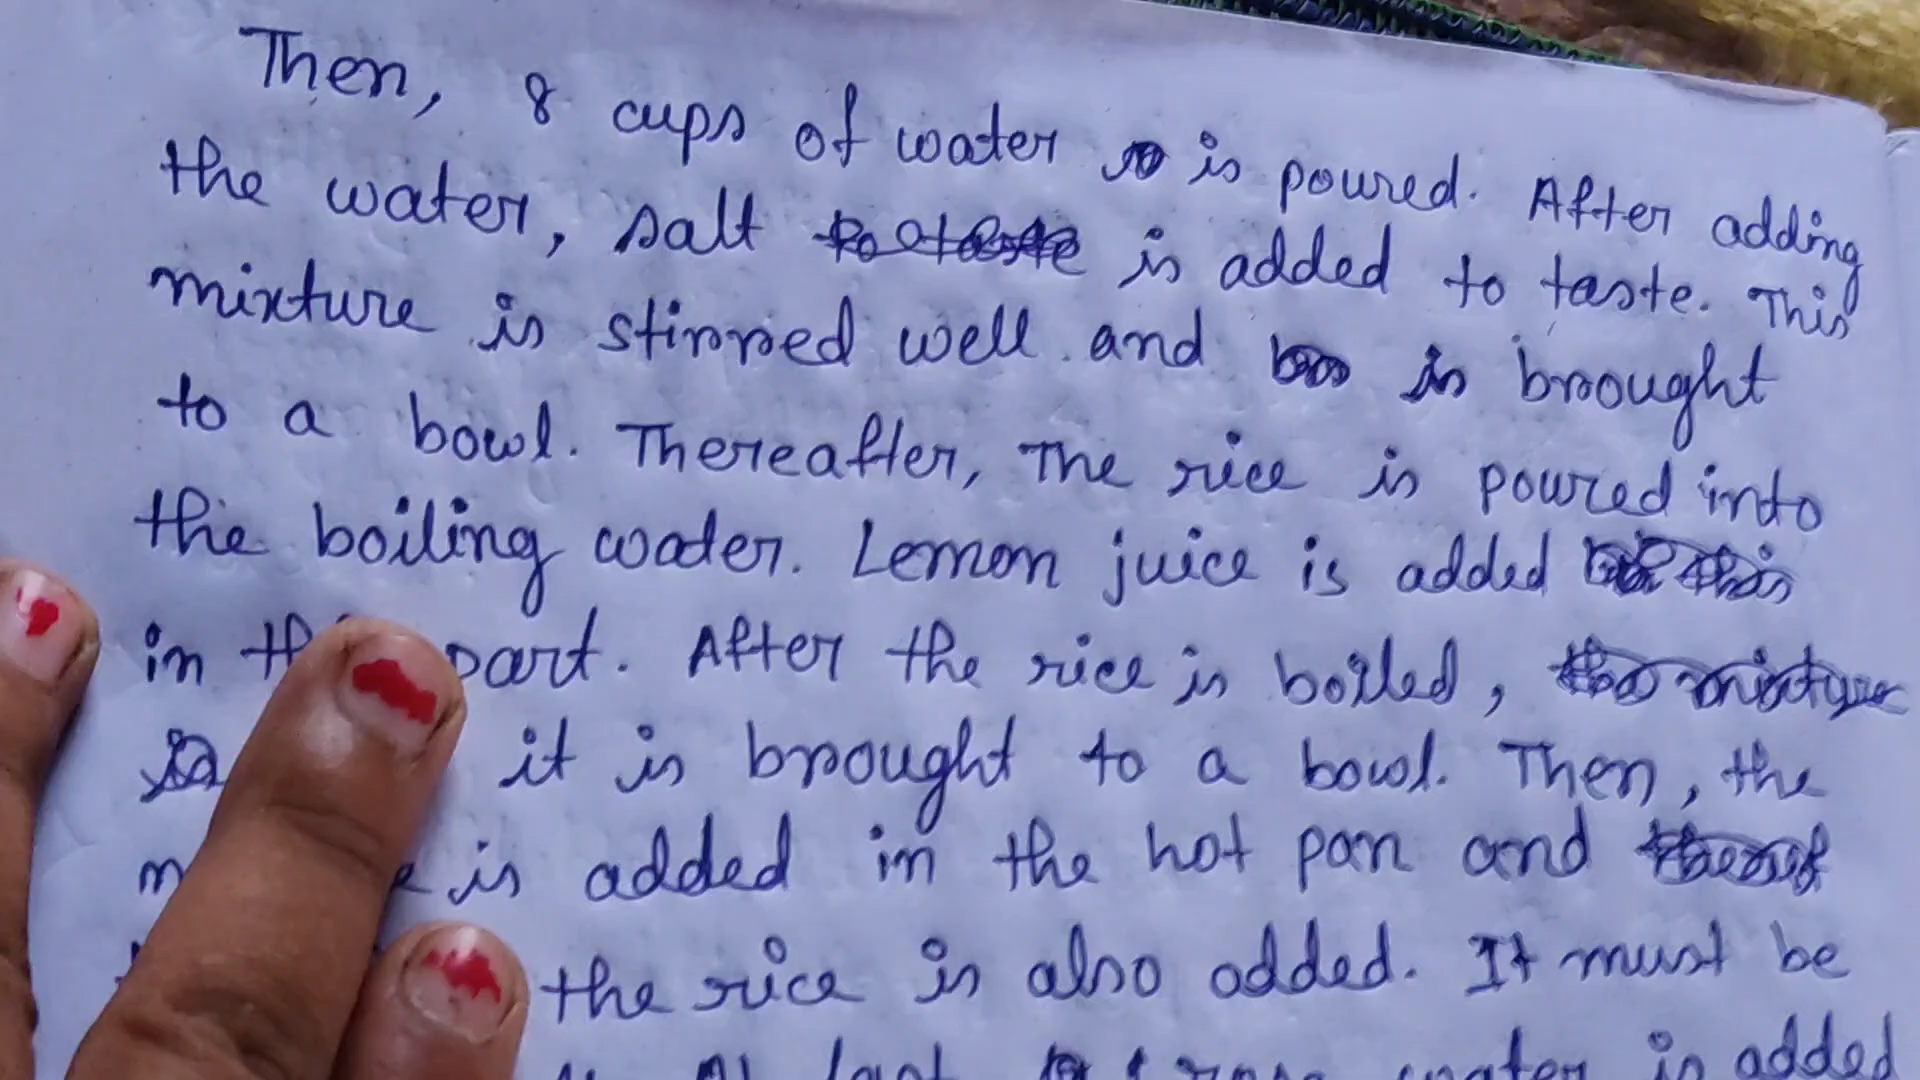 Then, 8 cups of water is poured. After adding
the water, salt is added to taste. This
mixture is stirred well and is brought
to a bowl. Thereafter, The rice is poured into
the boiling water. Lemon juice is added
in part. After the rice is boiled,
it is brought to a bowl. Then, the
is added in the hot pan and
the rice is also added. It must be
last water is added